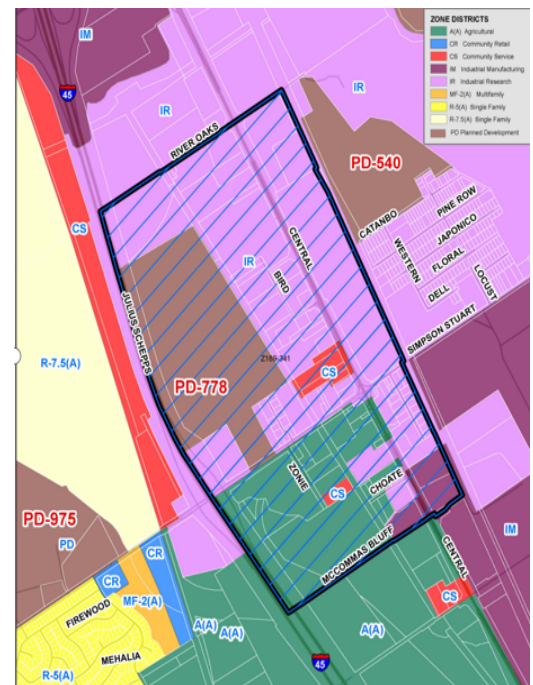 ZONE DISTRICTS
A(A) Agricultural
CR Community Retail
CS Community Service
IM Industrial Manufacturing
IR Industrial Research
MF-2(A) Multifamily
R-5(A) Single Family
R-7.5(A) Single Family
PD Planned Development
IM
45
IR
IR
RIVER OAKS
PD-540
PINE ROW
CATANBO
JAPONICO
CS
WESTERN
FLORAL
CENTRAL
IR
BIRD
DELL
LOCUST
JULIUS SCHEPPS
SIMPSON STUART
R-7.5(A)
Z189-341
PD-778
CS
ZONIE
CHOATE
CS
PD-975
PD
CR
IM
MCCOMMAS BLUFF
CENTRAL
CR
MF-2(A)
CS
FIREWOOD
A(A)
A(A)
A(A)
MEHALIA
45
R-5(A)